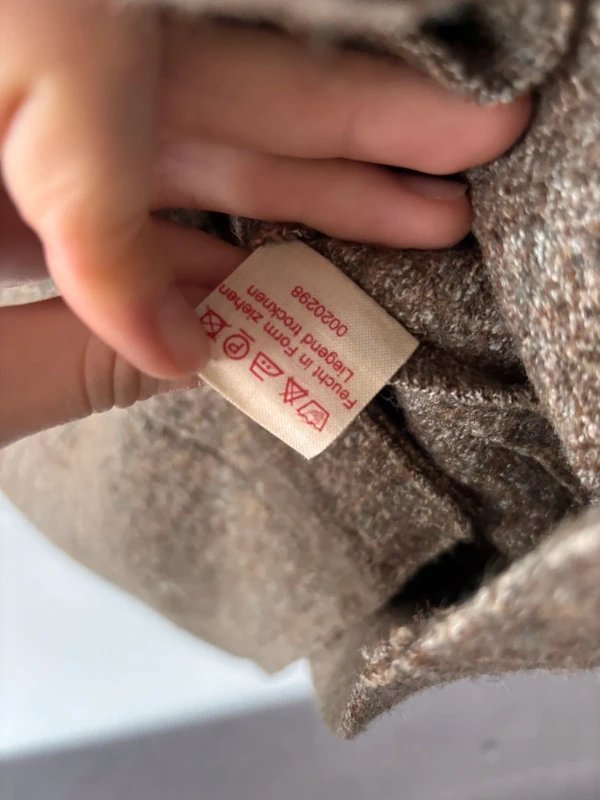 Feucht in Form ziehen
Liegend trocknen
0020298